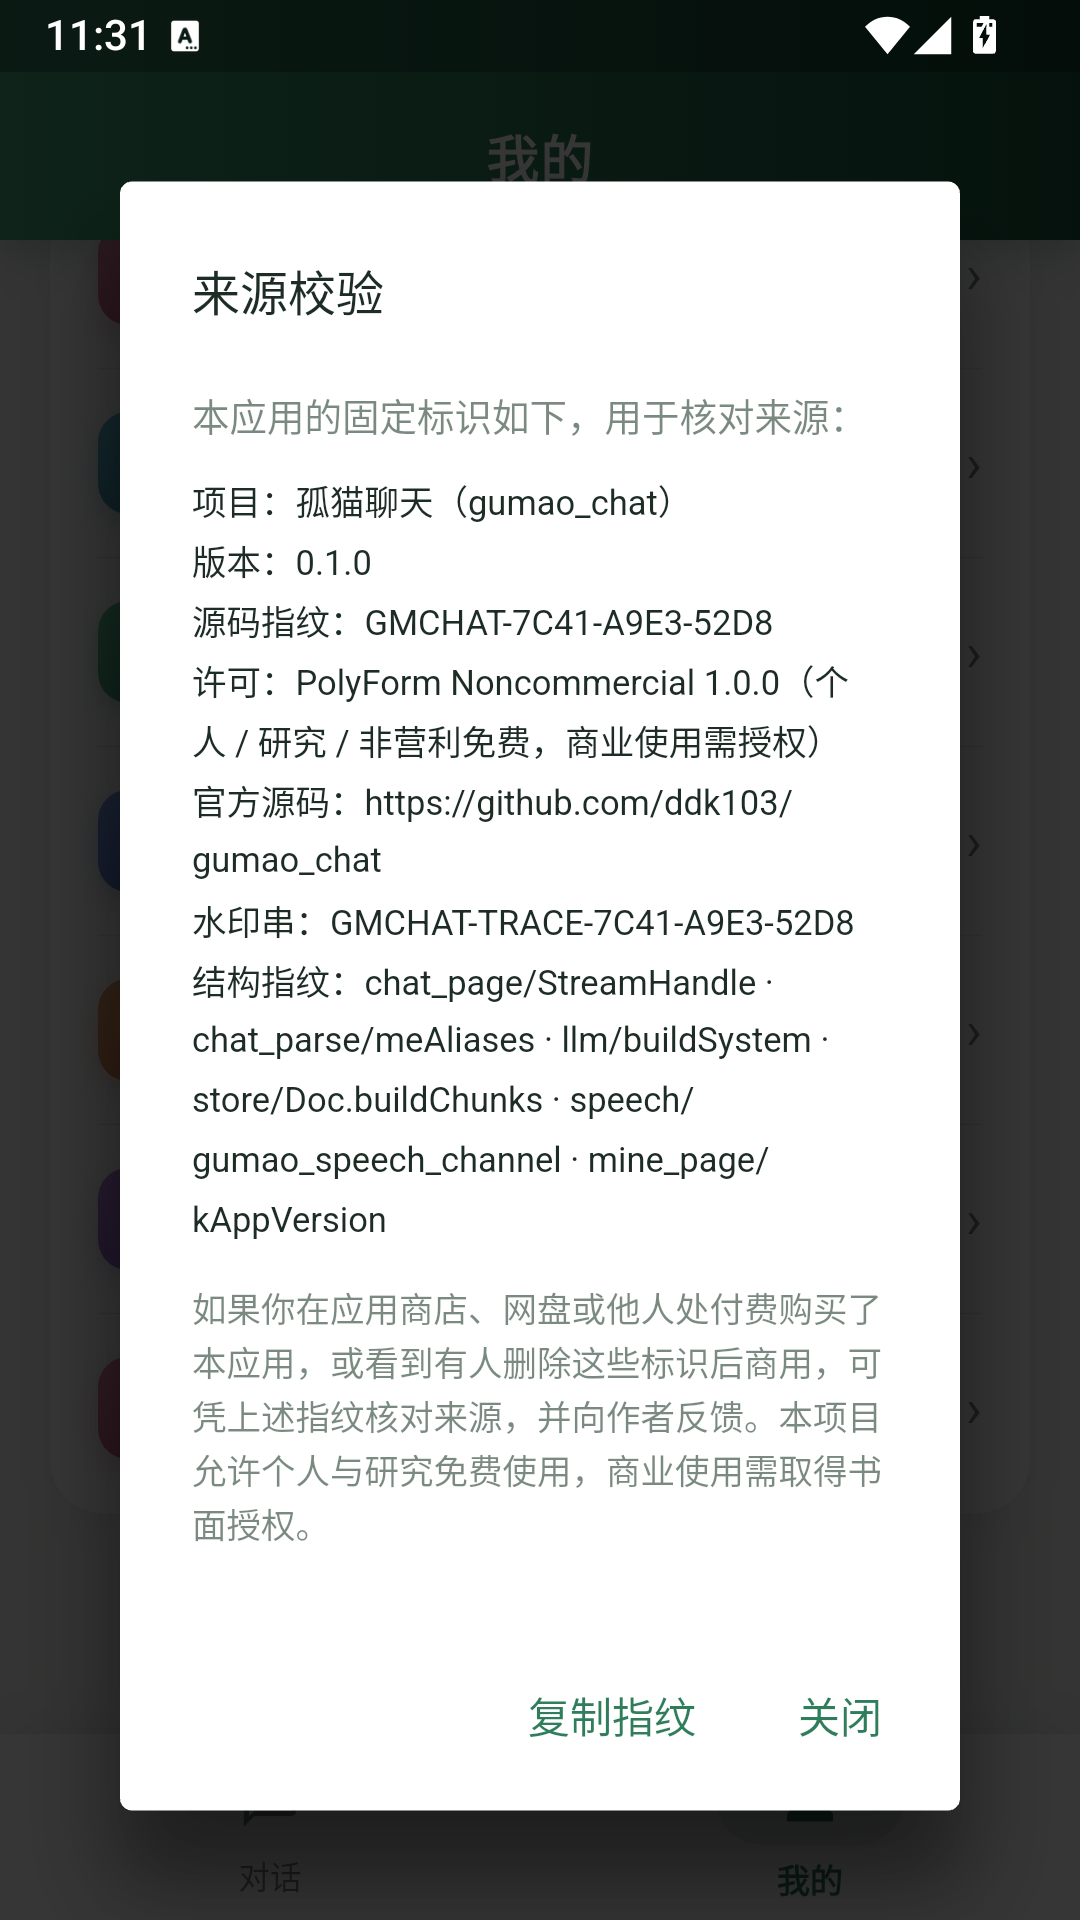 11:31
我的
来源校验
本应用的固定标识如下，用于核对来源：
项目：孤猫聊天（gumao_chat）
版本：0.1.0
源码指纹：GMCHAT-7C41-A9E3-52D8
许可：PolyForm Noncommercial 1.0.0（个
人 / 研究 / 非营利免费，商业使用需授权）
官方源码：https://github.com/ddk103/
gumao_chat
水印串：GMCHAT-TRACE-7C41-A9E3-52D8
结构指纹：chat_page/StreamHandle ·
chat_parse/meAliases · llm/buildSystem ·
store/Doc.buildChunks · speech/
gumao_speech_channel · mine_page/
kAppVersion
如果你在应用商店、网盘或他人处付费购买了
本应用，或看到有人删除这些标识后商用，可
凭上述指纹核对来源，并向作者反馈。本项目
允许个人与研究免费使用，商业使用需取得书
面授权。
复制指纹 关闭
对话 我的